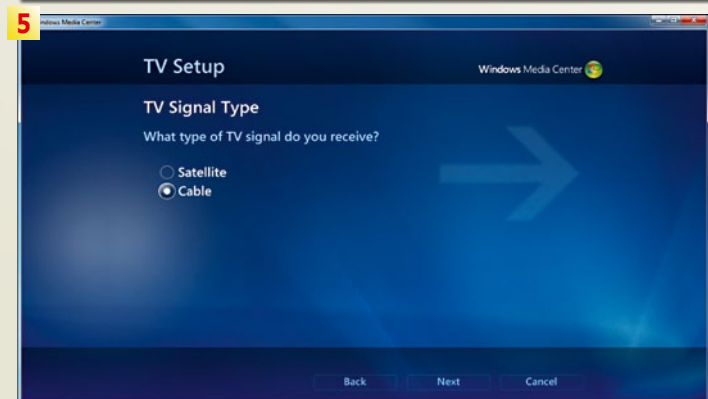 5
Windows Media Center
TV Setup
Windows Media Center
TV Signal Type
What type of TV signal do you receive?
Satellite
Cable
Back Next Cancel